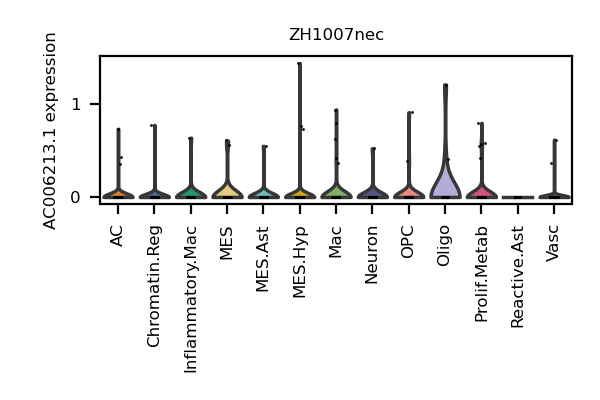 ZH1007nec
AC006213.1 expression
1
0
AC
Chromatin.Reg
Inflammatory.Mac
MES
MES.Ast
MES.Hyp
Mac
Neuron
OPC
Oligo
Prolif.Metab
Reactive.Ast
Vasc